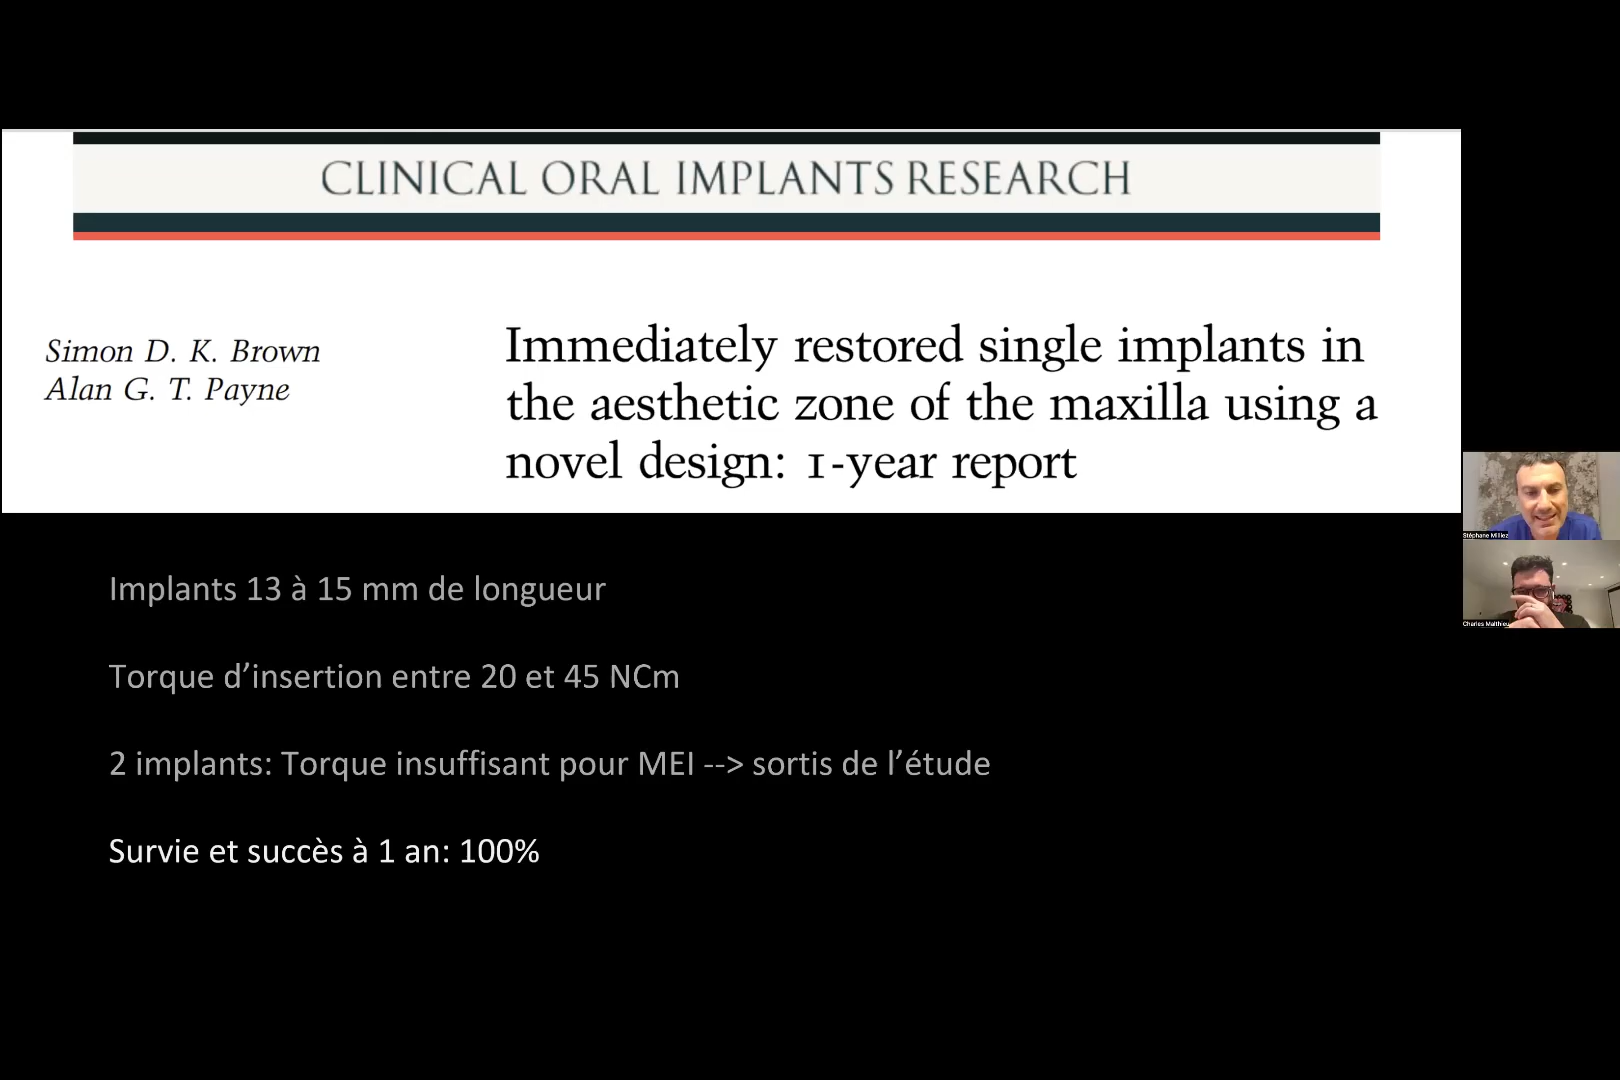 CLINICAL ORAL IMPLANTS RESEARCH
Simon D. K. Brown
Alan G. T. Payne
Immediately restored single implants in
the aesthetic zone of the maxilla using a
novel design: 1-year report
Implants 13 à 15 mm de longueur
Torque d’insertion entre 20 et 45 NCm
2 implants: Torque insuffisant pour MEI --> sortis de l’étude
Survie et succès à 1 an: 100%
Stéphane Milliez
Charles Malthieu